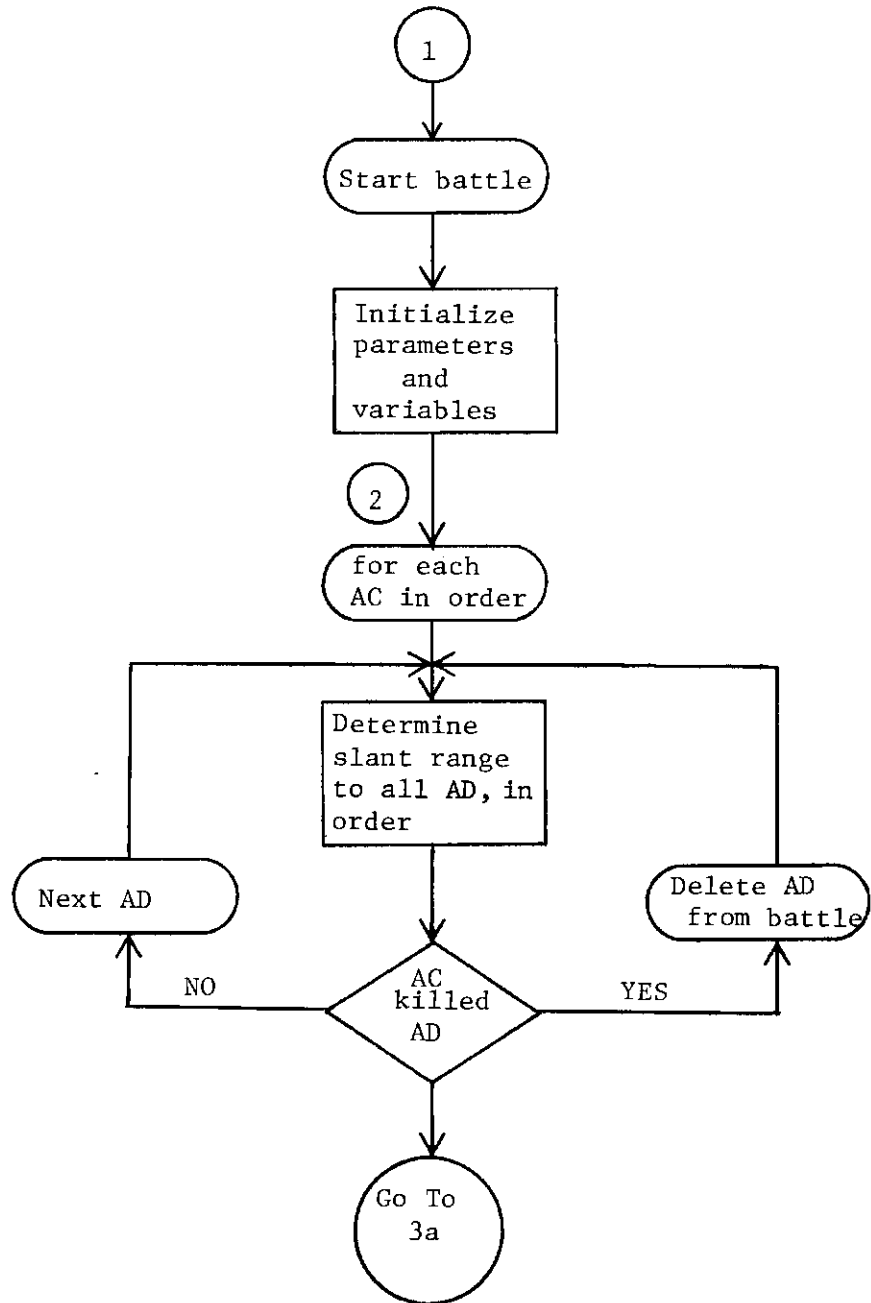 1
Start battle
Initialize
parameters
and
variables
2
for each
AC in order
Determine
slant range
to all AD, in
order
Next AD
Delete AD
from battle
NO
AC
killed
AD
YES
Go To
3a